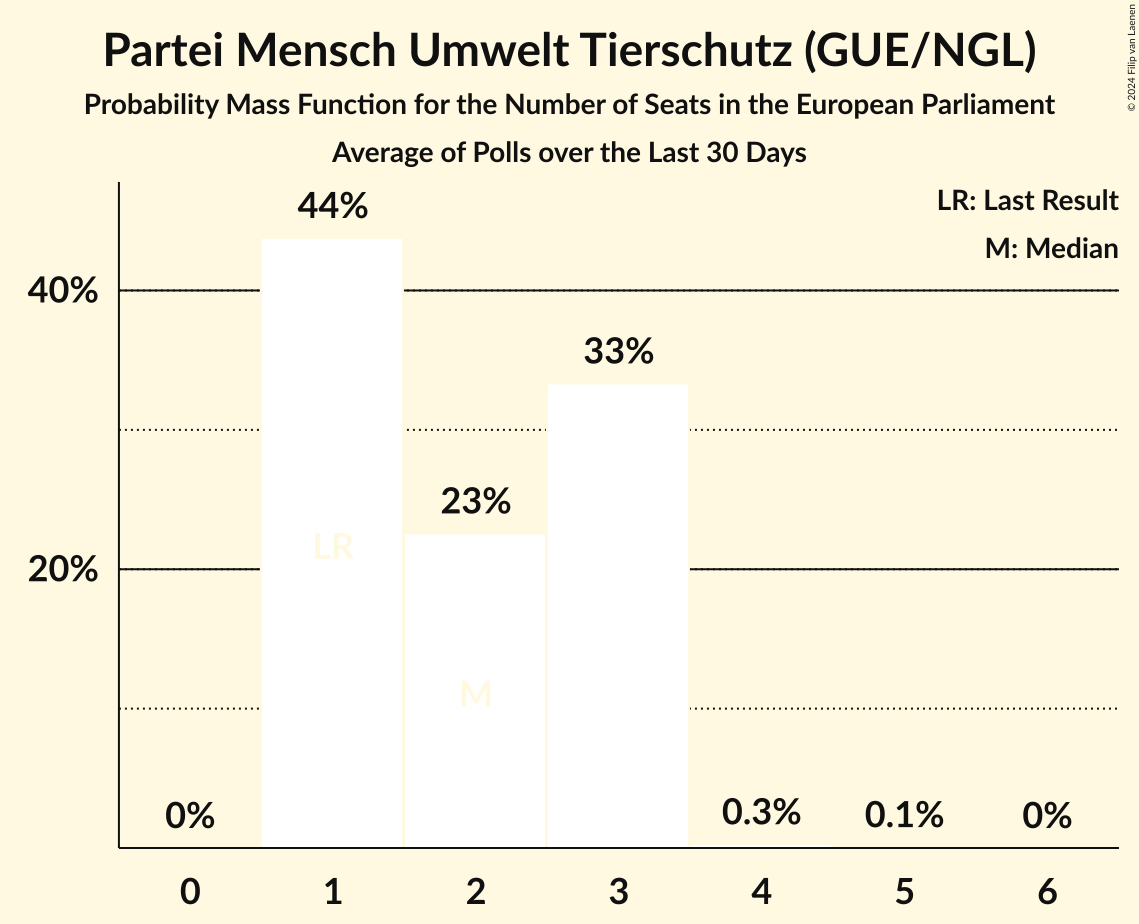 Partei Mensch Umwelt Tierschutz (GUE/NGL)
Probability Mass Function for the Number of Seats in the European Parliament
Average of Polls over the Last 30 Days
© 2024 Filip van Laenen
LR: Last Result
M: Median
44%
40%
33%
23%
LR
20%
M
0%
0.3%
0.1%
0%
0 1 2 3 4 5 6